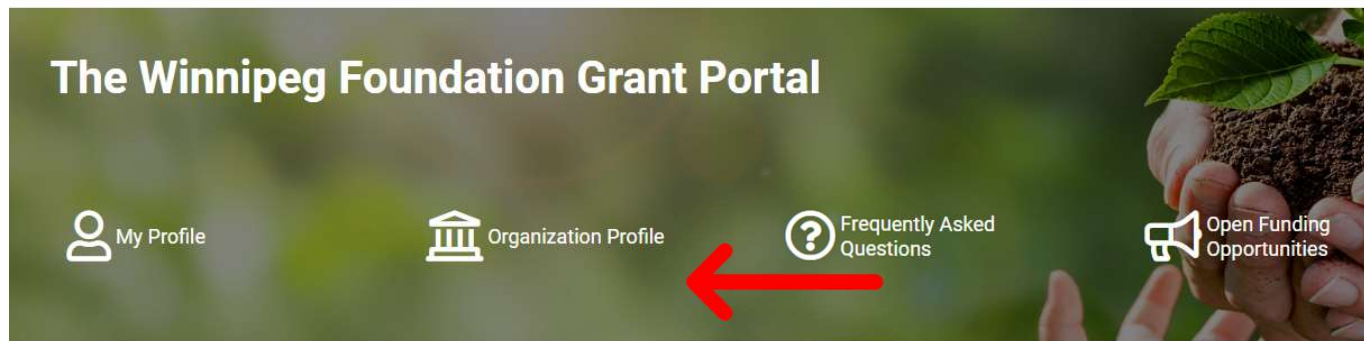 The Winnipeg Foundation Grant Portal
My Profile
Organization Profile
Frequently Asked
Questions
Open Funding
Opportunities